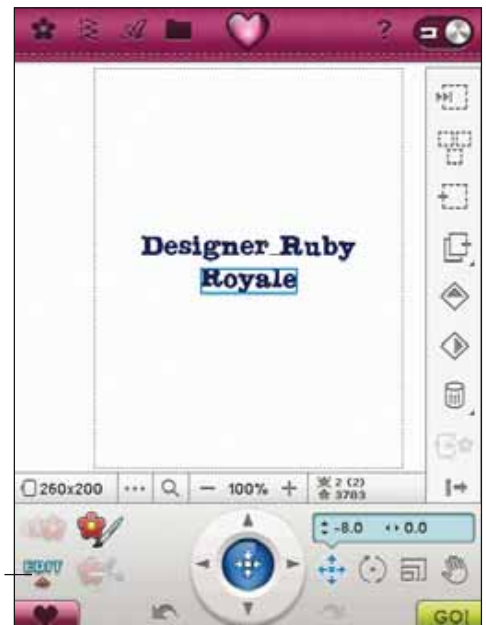 ?
Designer_Ruby
Royale
260x200 ... − 100% + 2 (2)
3783
-8.0 0.0
EDIT
GO!